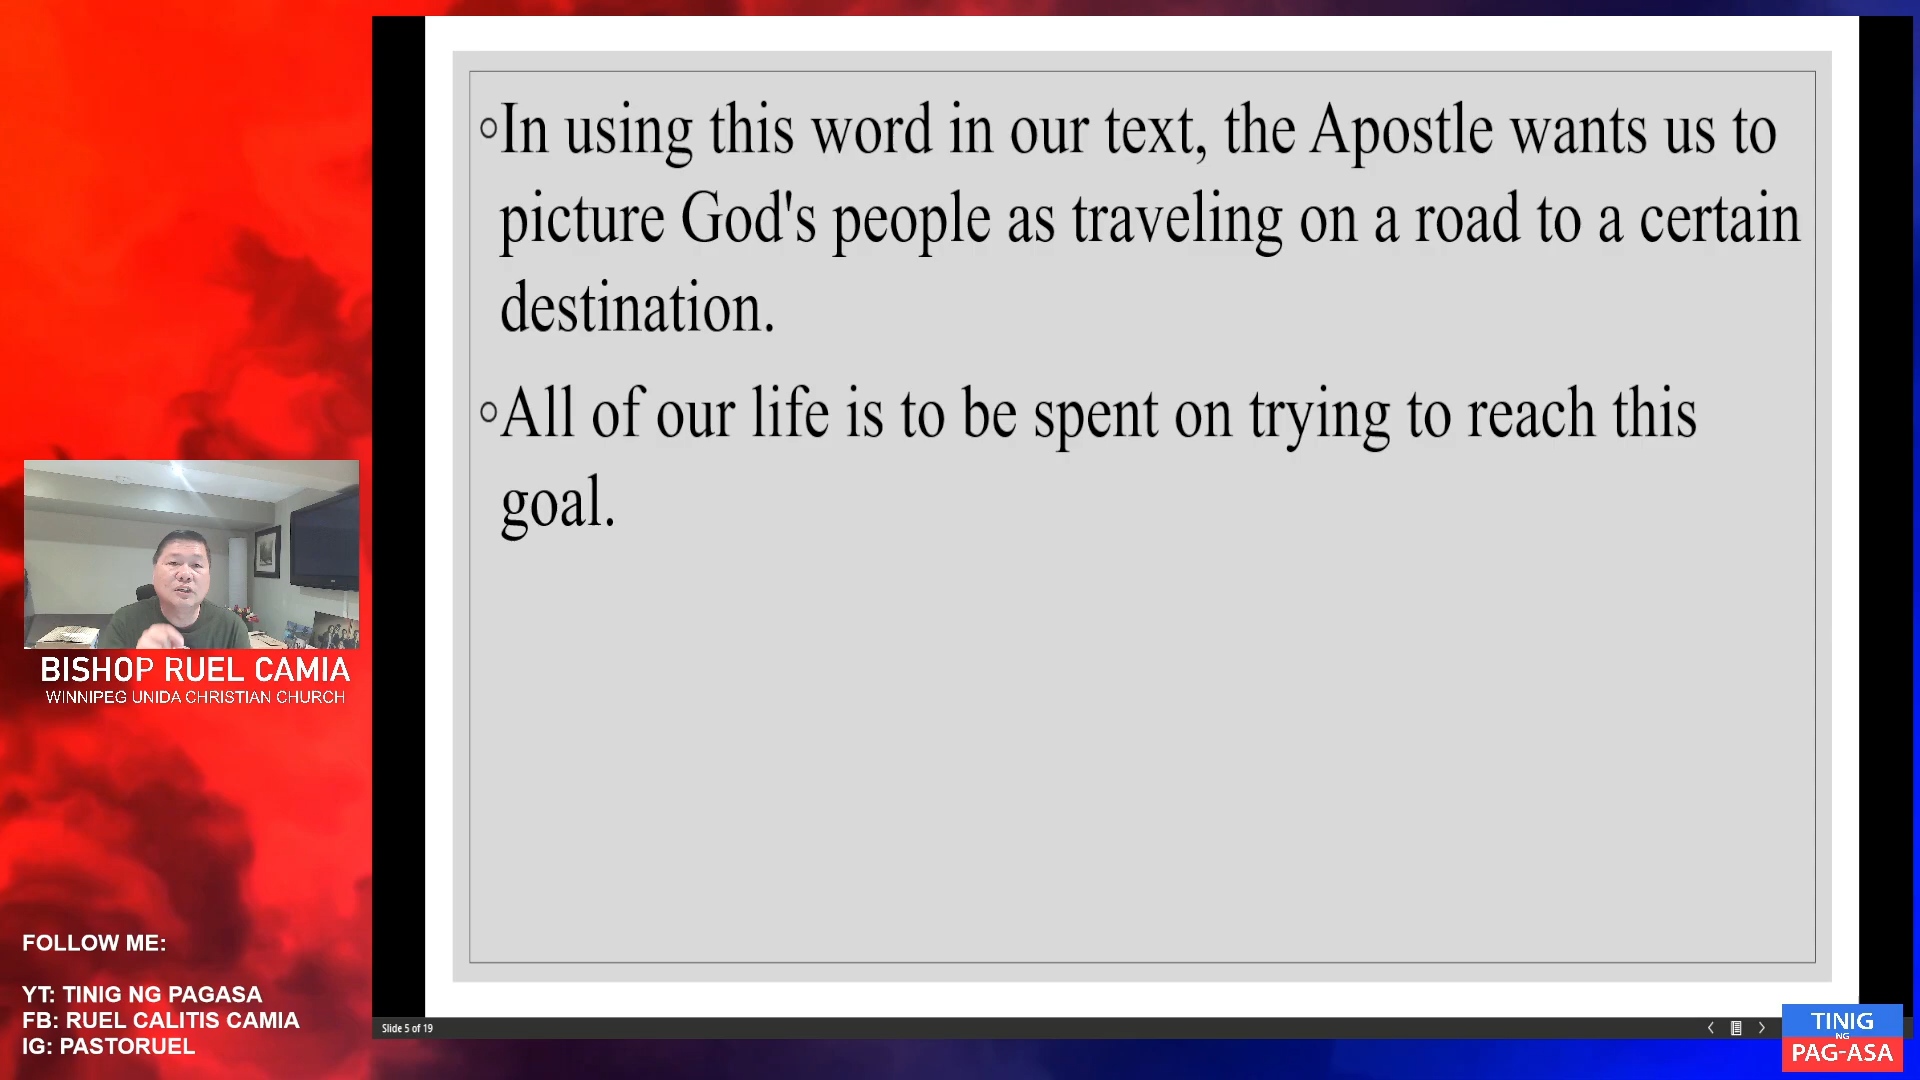 ◦In using this word in our text, the Apostle wants us to
picture God's people as traveling on a road to a certain
destination.
◦All of our life is to be spent on trying to reach this
goal.
BISHOP RUEL CAMIA
WINNIPEG UNIDA CHRISTIAN CHURCH
FOLLOW ME:
YT: TINIG NG PAGASA
FB: RUEL CALITIS CAMIA
IG: PASTORUEL
Slide 5 of 19
TINIG
NG
PAG-ASA